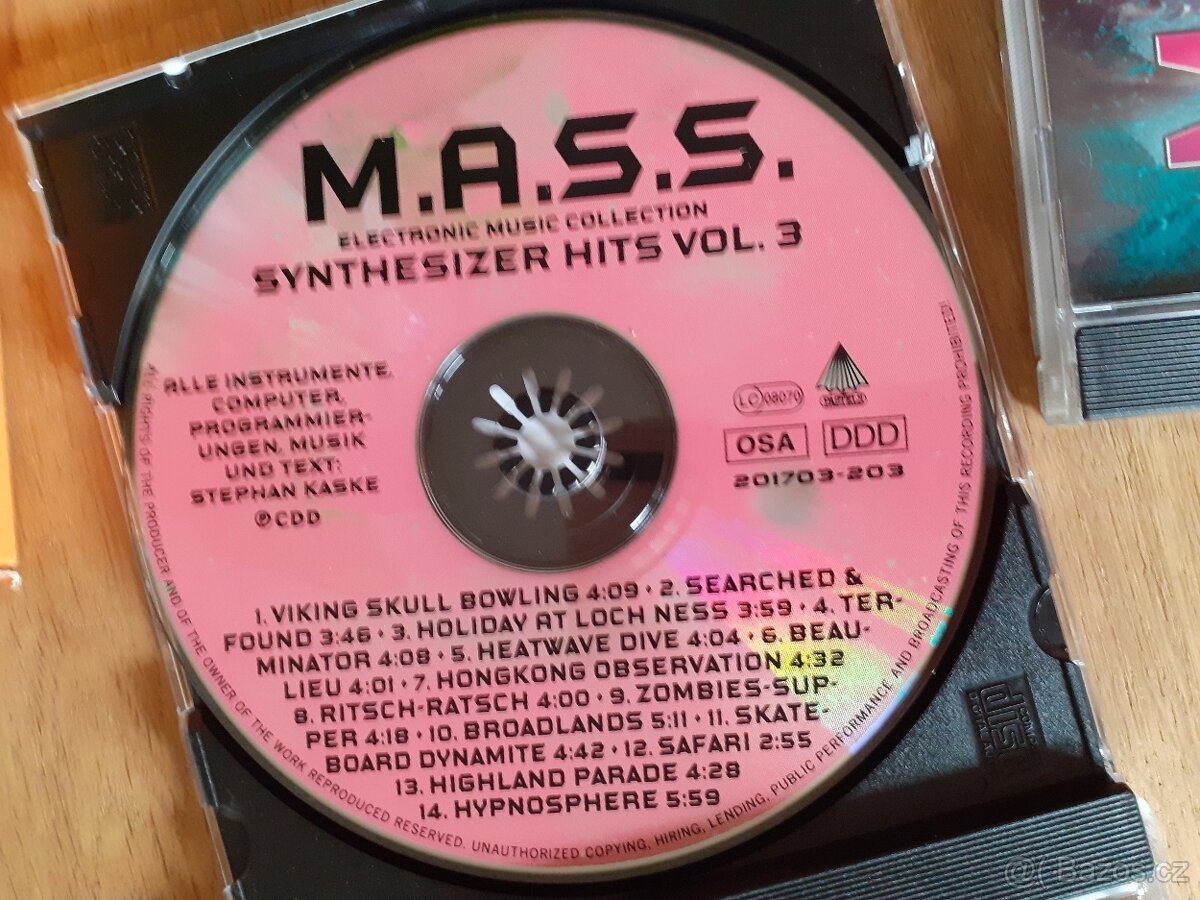 M.A.S.S.
ELECTRONIC MUSIC COLLECTION
SYNTHESIZER HITS VOL. 3
ALLE INSTRUMENTE,
COMPUTER,
PROGRAMMIER-
UNGEN, MUSIK
UND TEXT:
STEPHAN KASKE
℗CDD
LC 08070
OSA
DDD
201703-203
1. VIKING SKULL BOWLING 4:09 • 2. SEARCHED &
FOUND 3:46 • 3. HOLIDAY AT LOCH NESS 3:59 • 4. TER-
MINATOR 4:08 • 5. HEATWAVE DIVE 4:04 • 6. BEAU-
LIEU 4:01 • 7. HONGKONG OBSERVATION 4:32
8. RITSCH-RATSCH 4:00 • 9. ZOMBIES-SUP-
PER 4:18 • 10. BROADLANDS 5:11 • 11. SKATE-
BOARD DYNAMITE 4:42 • 12. SAFARI 2:55
13. HIGHLAND PARADE 4:28
14. HYPNOSPHERE 5:59
ALL RIGHTS OF THE PRODUCER AND OF THE OWNER OF THE WORK REPRODUCED RESERVED. UNAUTHORIZED COPYING, HIRING, LENDING, PUBLIC PERFORMANCE AND BROADCASTING OF THIS RECORDING PROHIBITED!
Bazos.cz